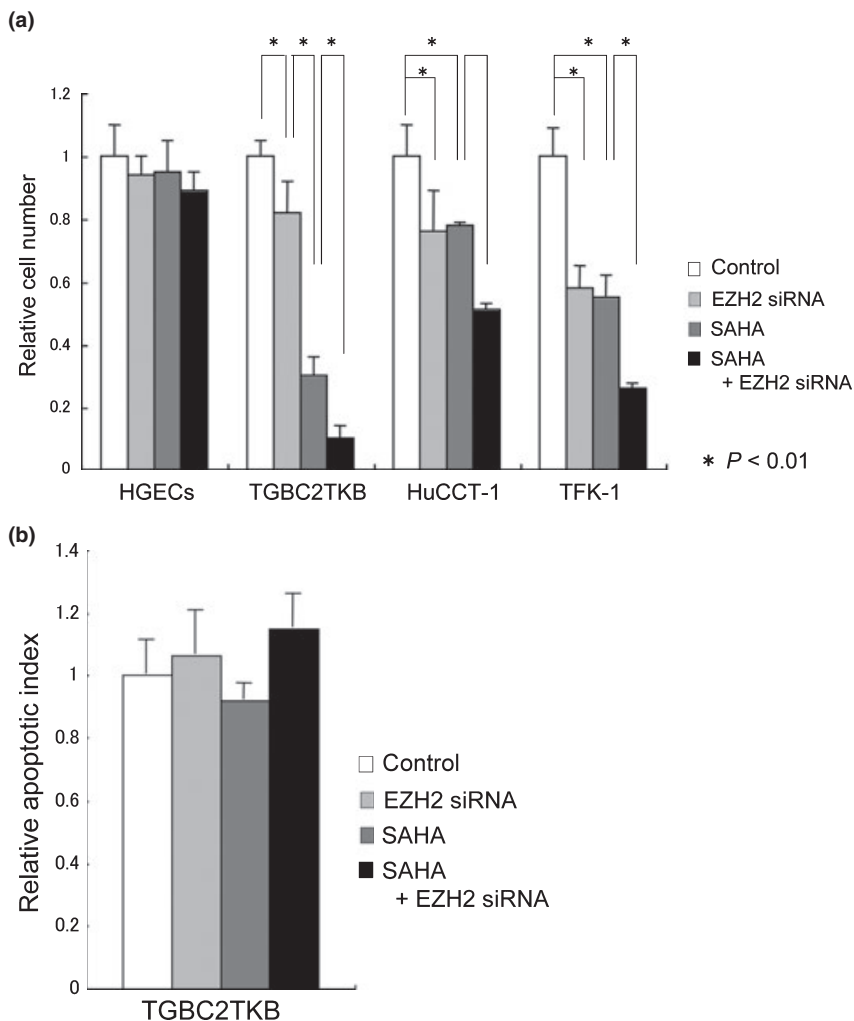 (a)
* * *
* *
* *
* *
1.2
1
0.8
0.6
0.4
0.2
0
Relative cell number
HGECs TGBC2TKB HuCCT-1 TFK-1
Control
EZH2 siRNA
SAHA
SAHA
+ EZH2 siRNA
* P < 0.01
(b)
1.4
1.2
1
0.8
0.6
0.4
0.2
0
Relative apoptotic index
TGBC2TKB
Control
EZH2 siRNA
SAHA
SAHA
+ EZH2 siRNA